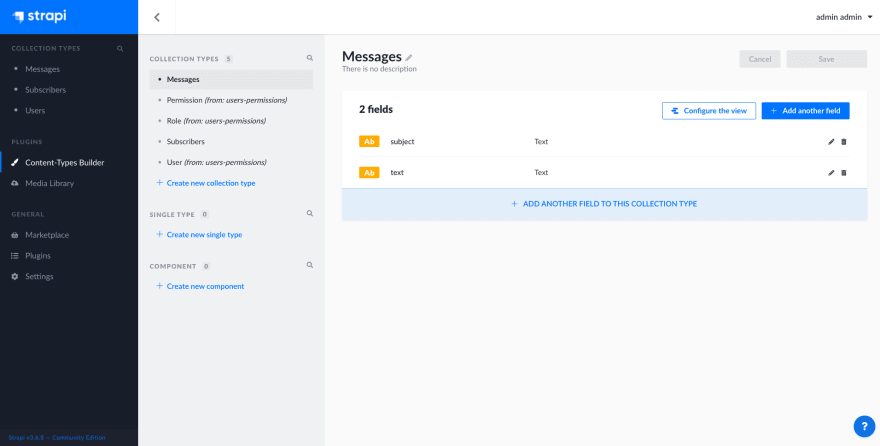 strapi
admin admin
COLLECTION TYPES
Messages
Subscribers
Users
PLUGINS
Content-Types Builder
Media Library
GENERAL
Marketplace
Plugins
Settings
Strapi v3.6.8 — Community Edition
COLLECTION TYPES 5
Messages
Permission (from: users-permissions)
Role (from: users-permissions)
Subscribers
User (from: users-permissions)
+ Create new collection type
SINGLE TYPE 0
+ Create new single type
COMPONENT 0
+ Create new component
Messages
There is no description
Cancel
Save
2 fields
Configure the view
+ Add another field
Ab subject Text
Ab text Text
+ ADD ANOTHER FIELD TO THIS COLLECTION TYPE
?